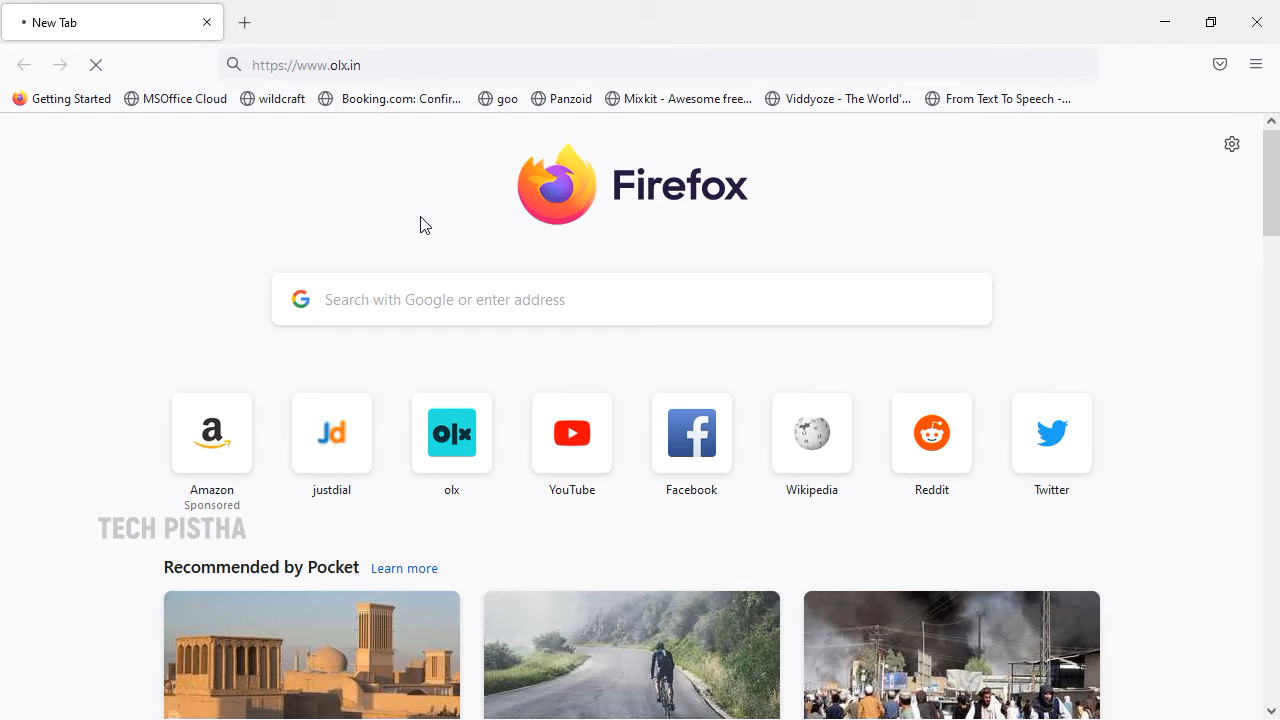 New Tab
https://www.olx.in
Getting Started MSOffice Cloud wildcraft Booking.com: Confir... goo Panzoid Mixkit - Awesome free... Viddyoze - The World'... From Text To Speech -...
Firefox
Search with Google or enter address
a Jd olx
Amazon justdial olx YouTube Facebook Wikipedia Reddit Twitter
Sponsored
TECH PISTHA
Recommended by Pocket Learn more